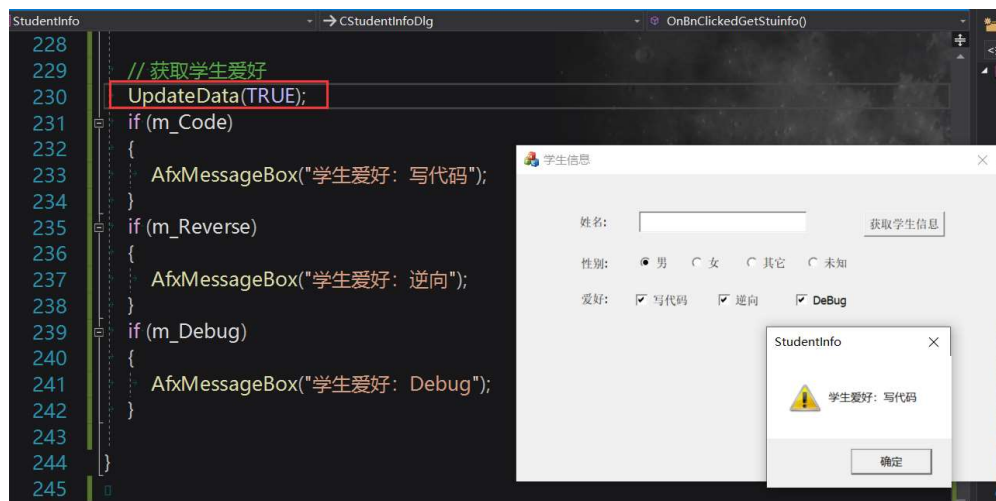 StudentInfo
CStudentInfoDlg
OnBnClickedGetStuinfo()
228
229 // 获取学生爱好
230 UpdateData(TRUE);
231 if (m_Code)
232 {
233 AfxMessageBox("学生爱好：写代码");
234 }
235 if (m_Reverse)
236 {
237 AfxMessageBox("学生爱好：逆向");
238 }
239 if (m_Debug)
240 {
241 AfxMessageBox("学生爱好：Debug");
242 }
243
244 }
245
学生信息
姓名:
获取学生信息
性别: 男 女 其它 未知
爱好: 写代码 逆向 DeBug
StudentInfo
学生爱好：写代码
确定